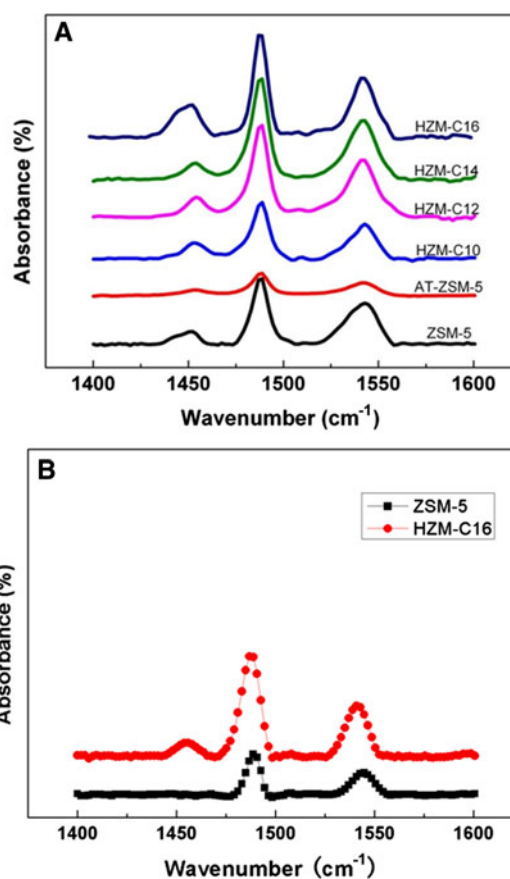 A
Absorbance (%)
HZM-C16
HZM-C14
HZM-C12
HZM-C10
AT-ZSM-5
ZSM-5
1400 1450 1500 1550 1600
Wavenumber (cm⁻¹)
B
Absorbance (%)
ZSM-5
HZM-C16
1400 1450 1500 1550 1600
Wavenumber (cm⁻¹)